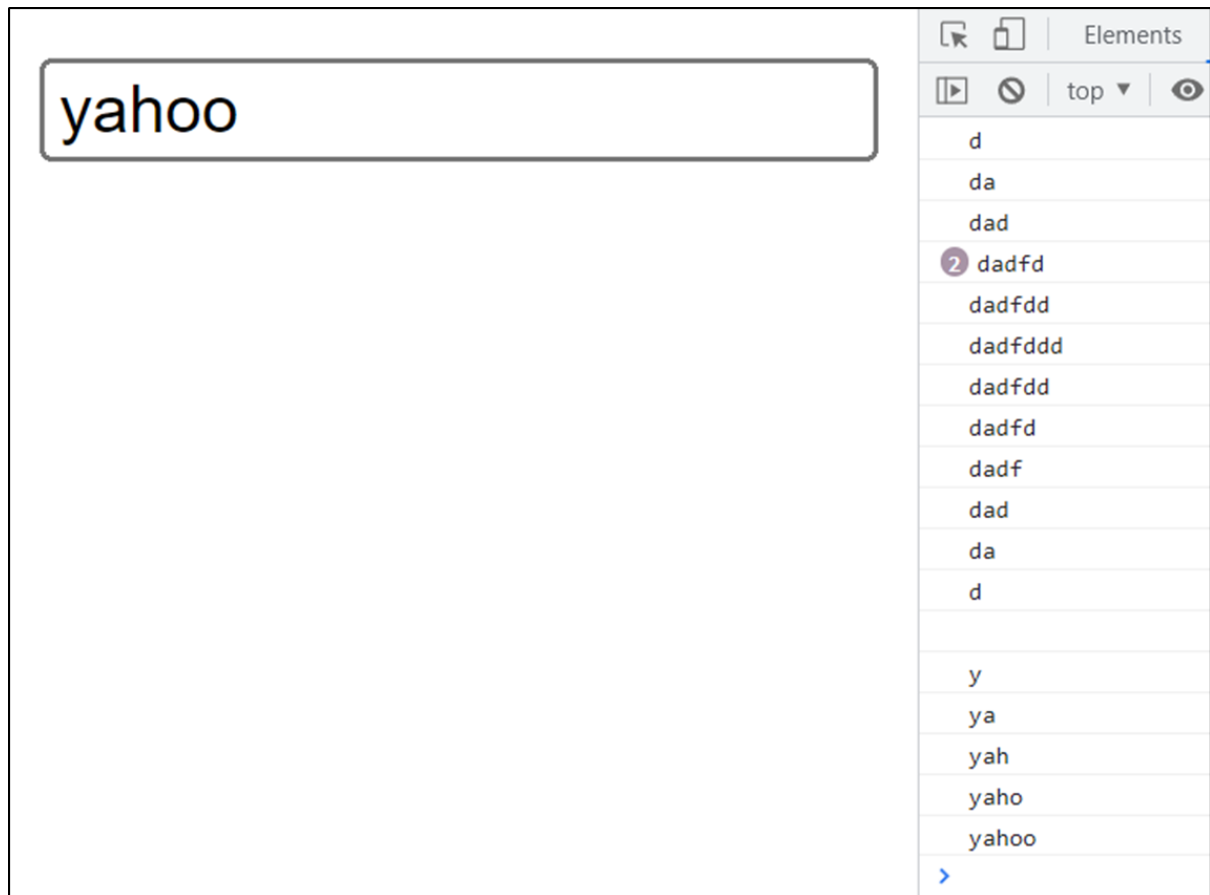 yahoo
Elements
top
d
da
dad
2 dadfd
dadfdd
dadfddd
dadfdd
dadfd
dadf
dad
da
d
y
ya
yah
yaho
yahoo